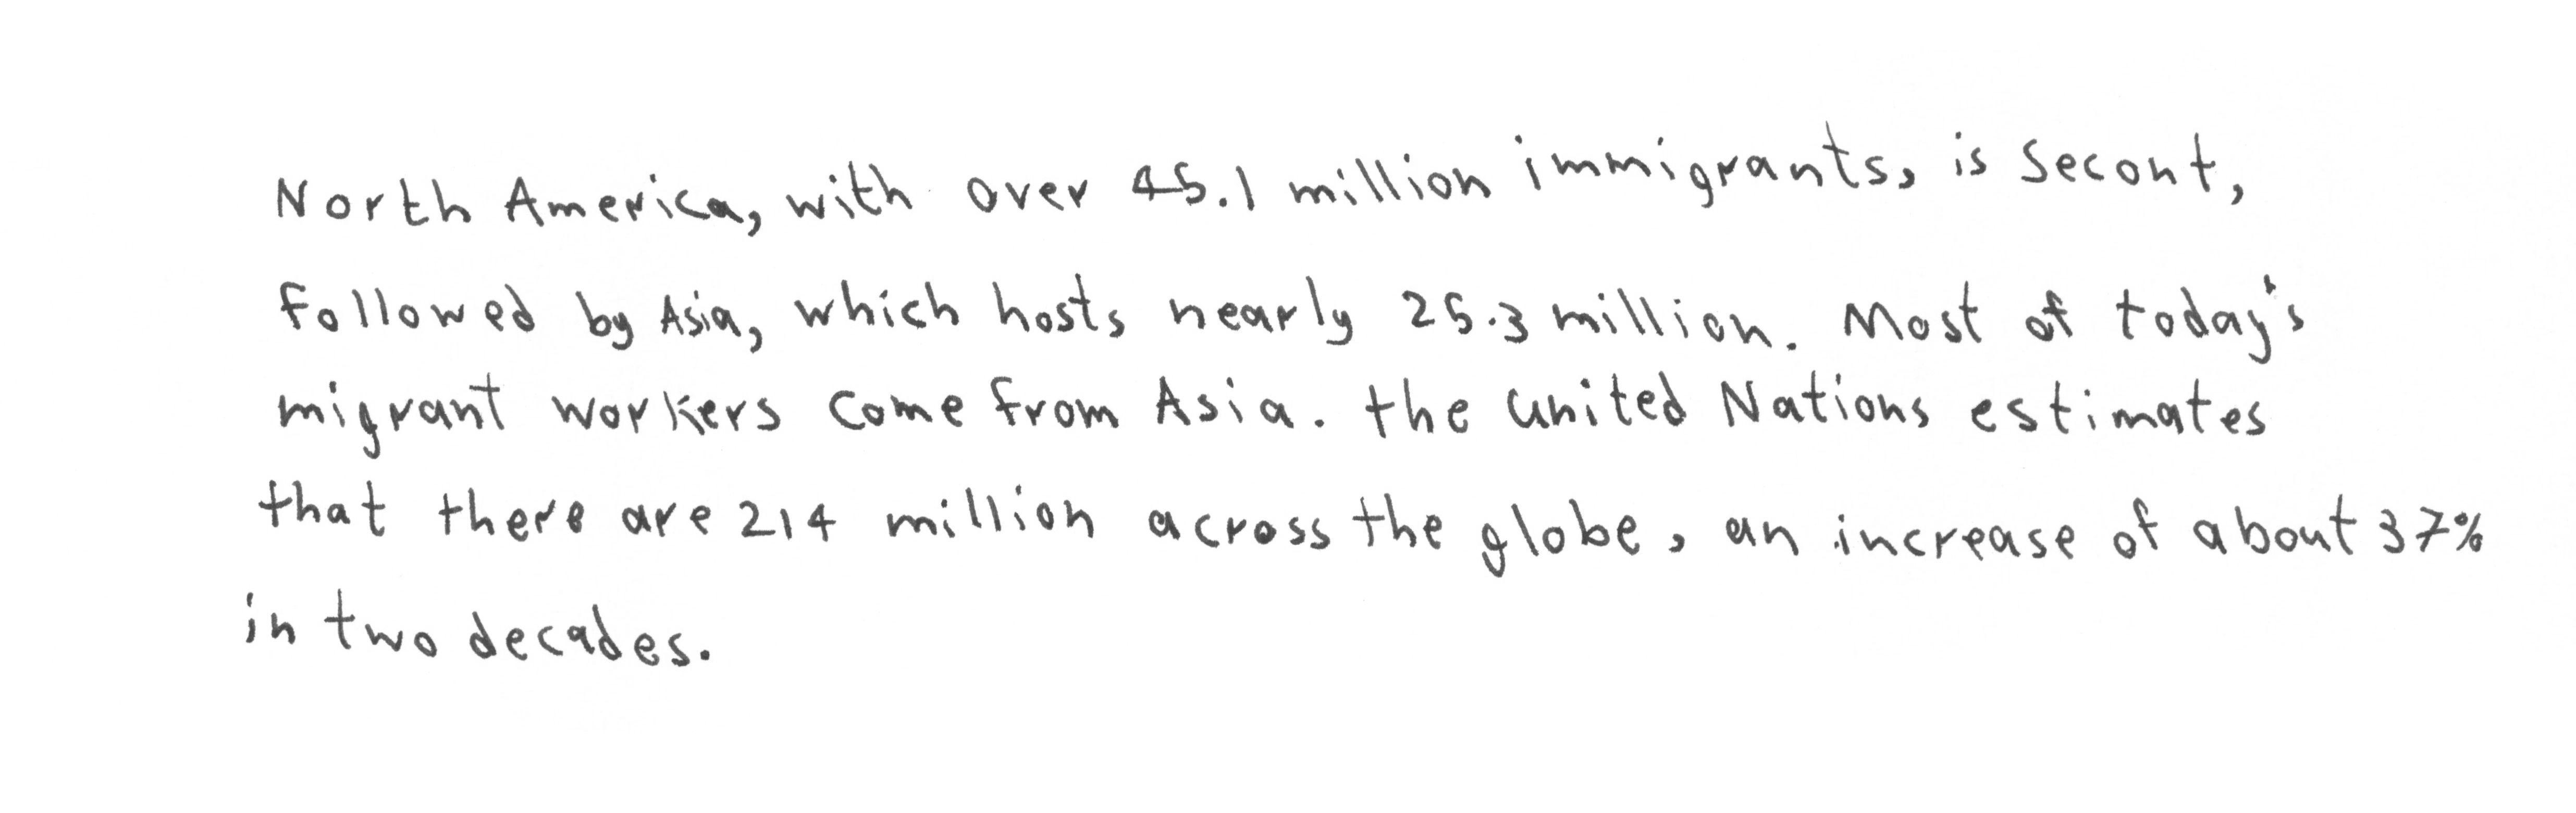 North America, with over 45.1 million immigrants, is secont,
followed by Asia, which hosts nearly 25.3 million. Most of today's
migrant workers come from Asia. the united Nations estimates
that there are 214 million across the globe, an increase of about 37%
in two decades.